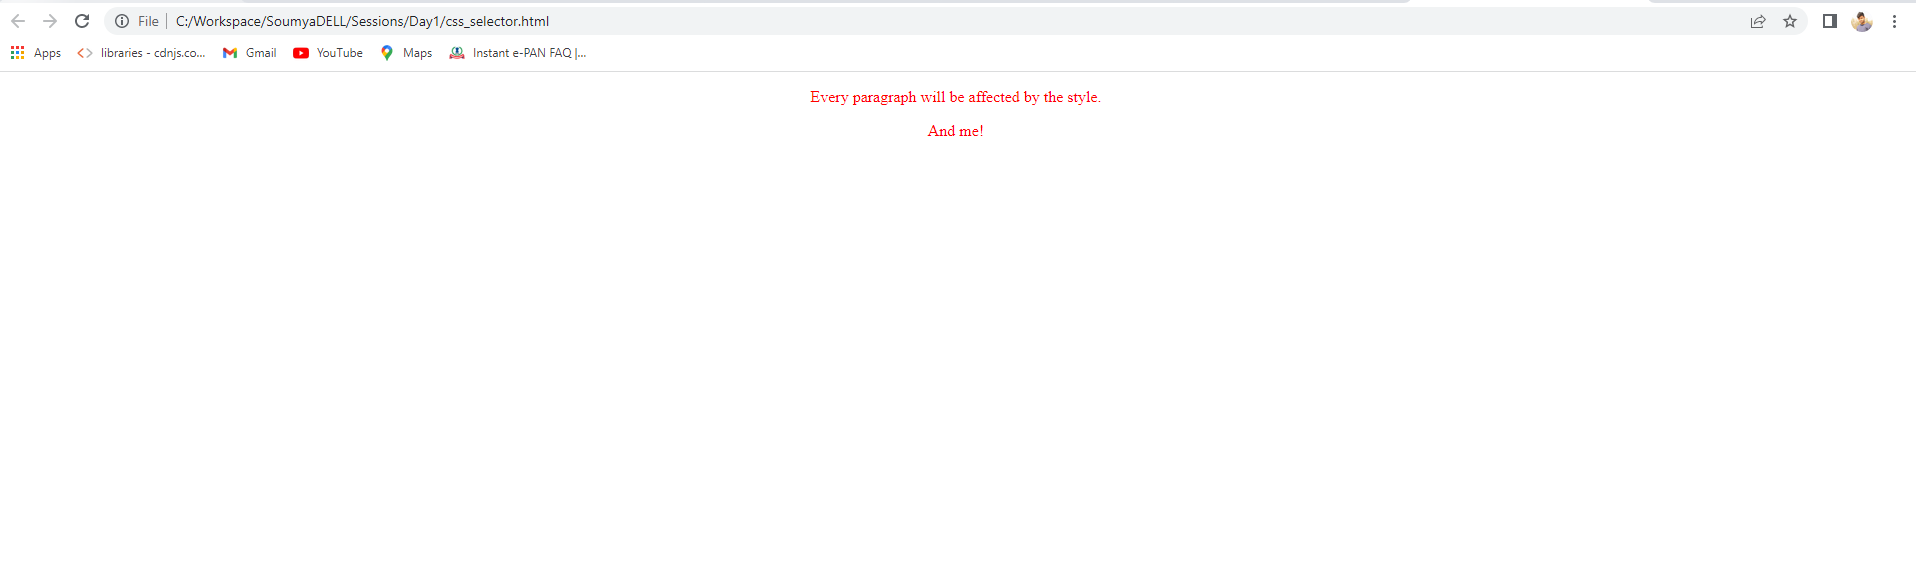 File C:/Workspace/SoumyaDELL/Sessions/Day1/css_selector.html
Apps libraries - cdnjs.co... Gmail YouTube Maps Instant e-PAN FAQ |...
Every paragraph will be affected by the style.
And me!